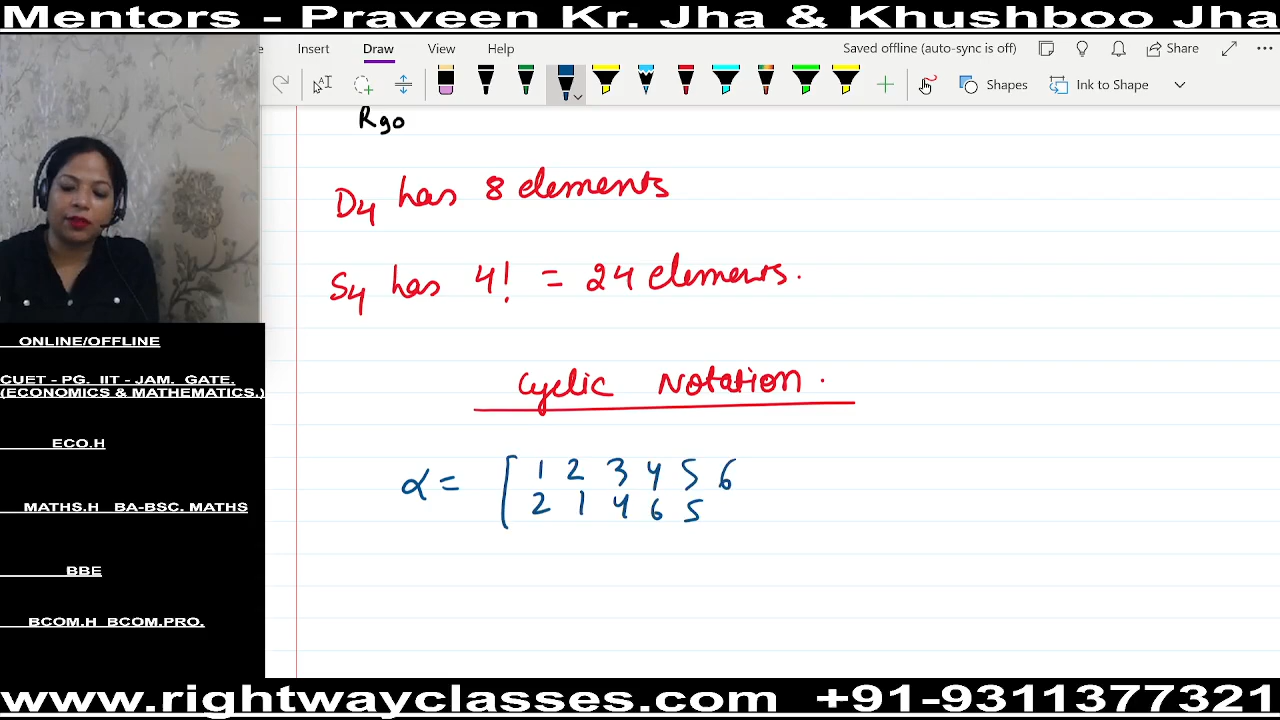 Mentors - Praveen Kr. Jha & Khushboo Jha
Insert Draw View Help Saved offline (auto-sync is off) Share
Shapes Ink to Shape
R90
D4 has 8 elements
S4 has 4! = 24 elements.
Cyclic Notation.
α = [ 1 2 3 4 5 6
2 1 4 6 5
ONLINE/OFFLINE
CUET - PG. IIT - JAM. GATE.
(ECONOMICS & MATHEMATICS.)
ECO.H
MATHS.H BA-BSC. MATHS
BBE
BCOM.H BCOM.PRO.
www.rightwayclasses.com +91-9311377321